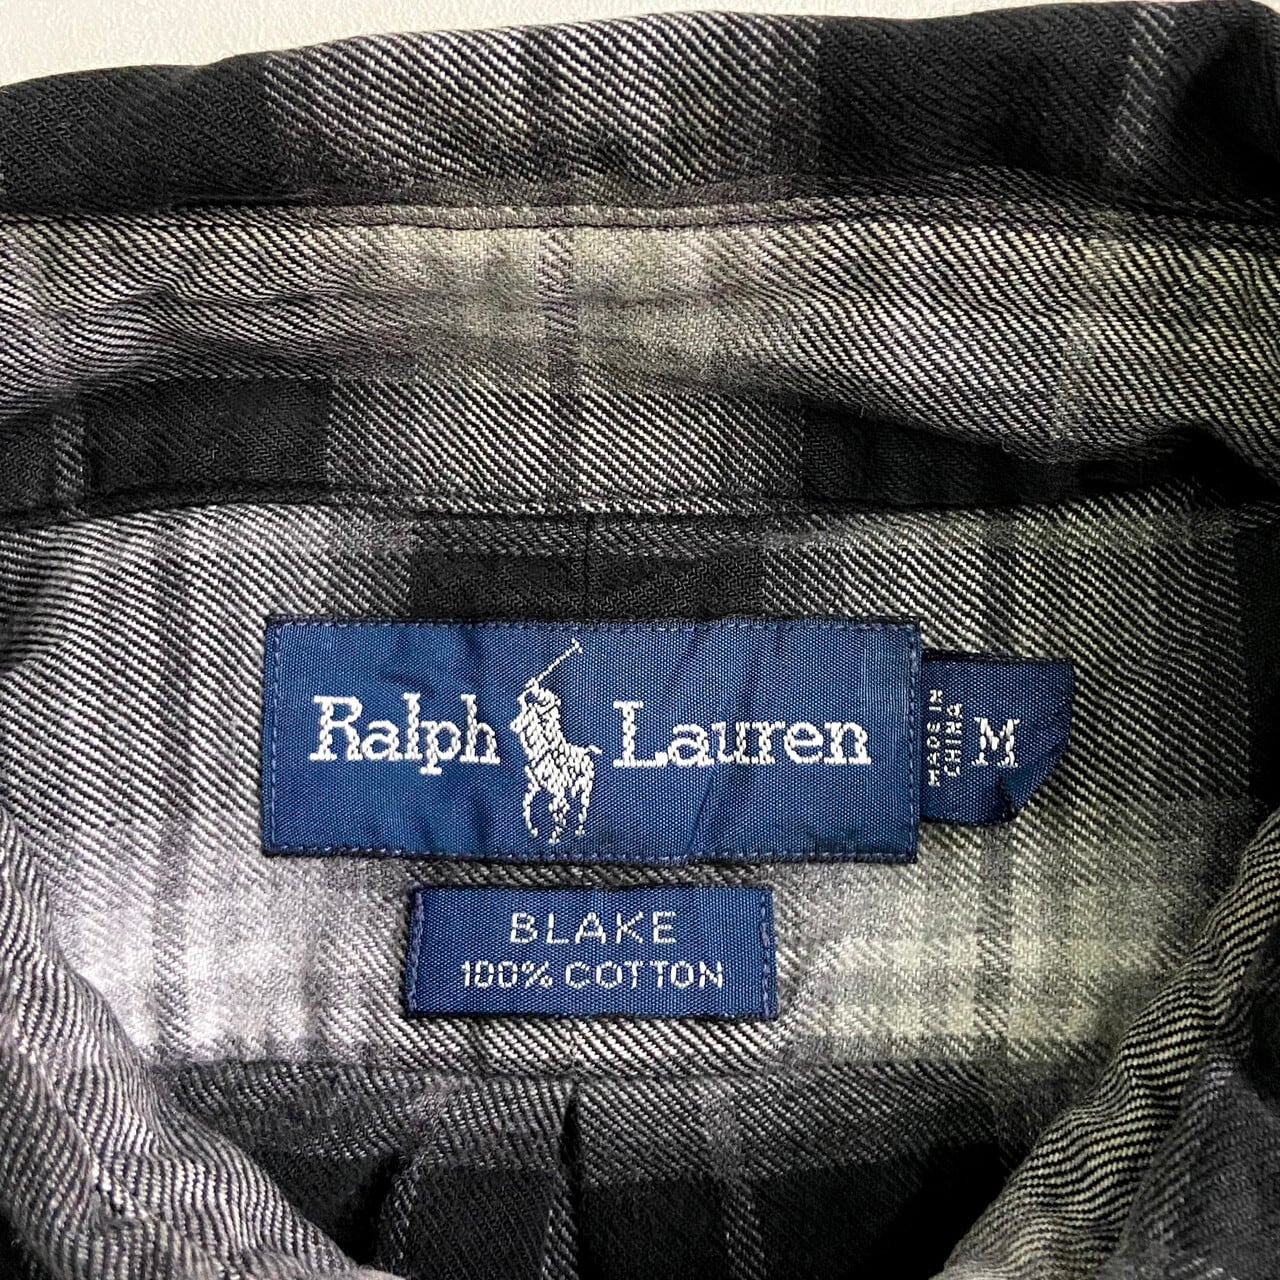 Ralph Lauren
MADE IN
CHINA
M
BLAKE
100% COTTON